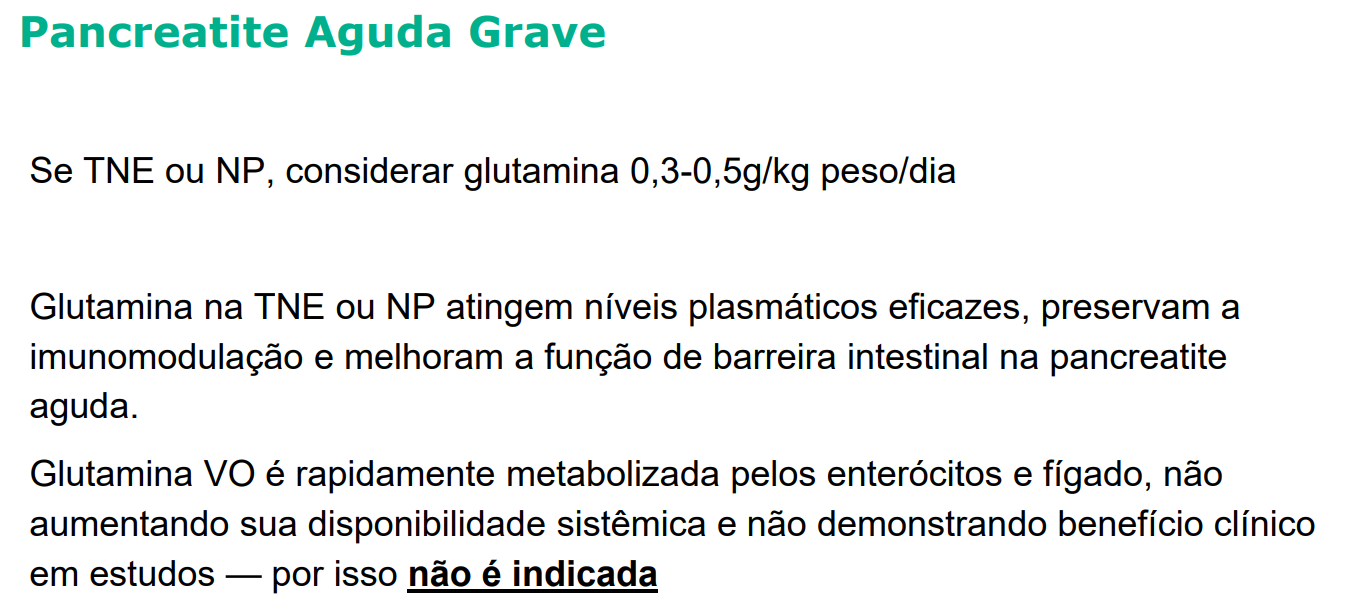 Pancreatite Aguda Grave
Se TNE ou NP, considerar glutamina 0,3-0,5g/kg peso/dia
Glutamina na TNE ou NP atingem níveis plasmáticos eficazes, preservam a
imunomodulação e melhoram a função de barreira intestinal na pancreatite
aguda.
Glutamina VO é rapidamente metabolizada pelos enterócitos e fígado, não
aumentando sua disponibilidade sistêmica e não demonstrando benefício clínico
em estudos — por isso não é indicada